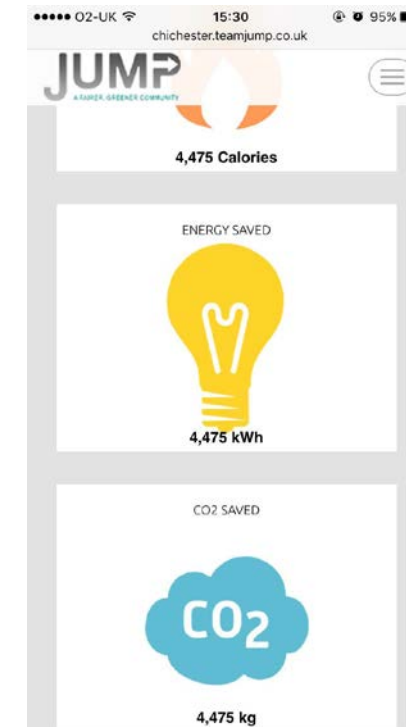 ●●●●● O2-UK 15:30 95%
chichester.teamjump.co.uk
JUMP
A FAIRER, GREENER COMMUNITY
4,475 Calories
ENERGY SAVED
4,475 kWh
CO2 SAVED
CO2
4,475 kg